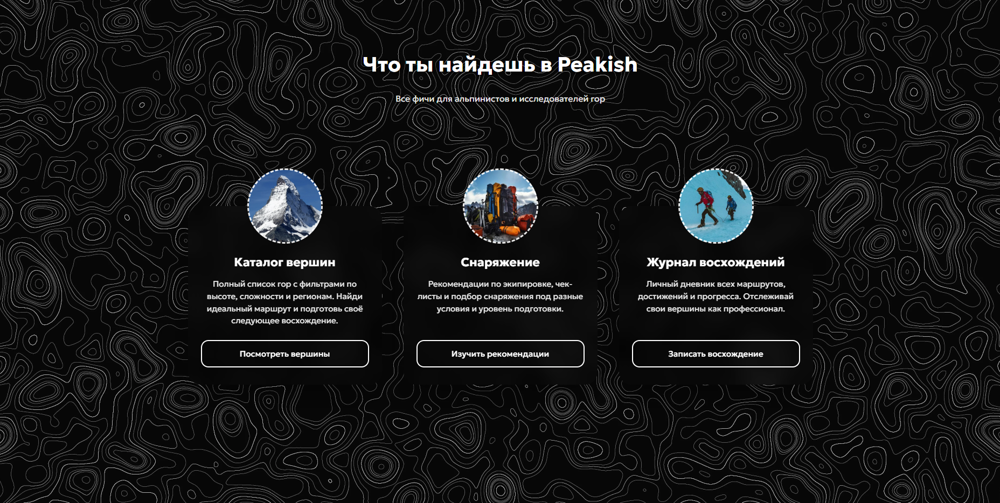 Что ты найдешь в Peakish
Все фичи для альпинистов и исследователей гор
Каталог вершин
Полный список гор с фильтрами по
высоте, сложности и регионам. Найди
идеальный маршрут и подготовь своё
следующее восхождение.
Посмотреть вершины
Снаряжение
Рекомендации по экипировке, чек-
листы и подбор снаряжения под разные
условия и уровень подготовки.
Изучить рекомендации
Журнал восхождений
Личный дневник всех маршрутов,
достижений и прогресса. Отслеживай
свои вершины как профессионал.
Записать восхождение